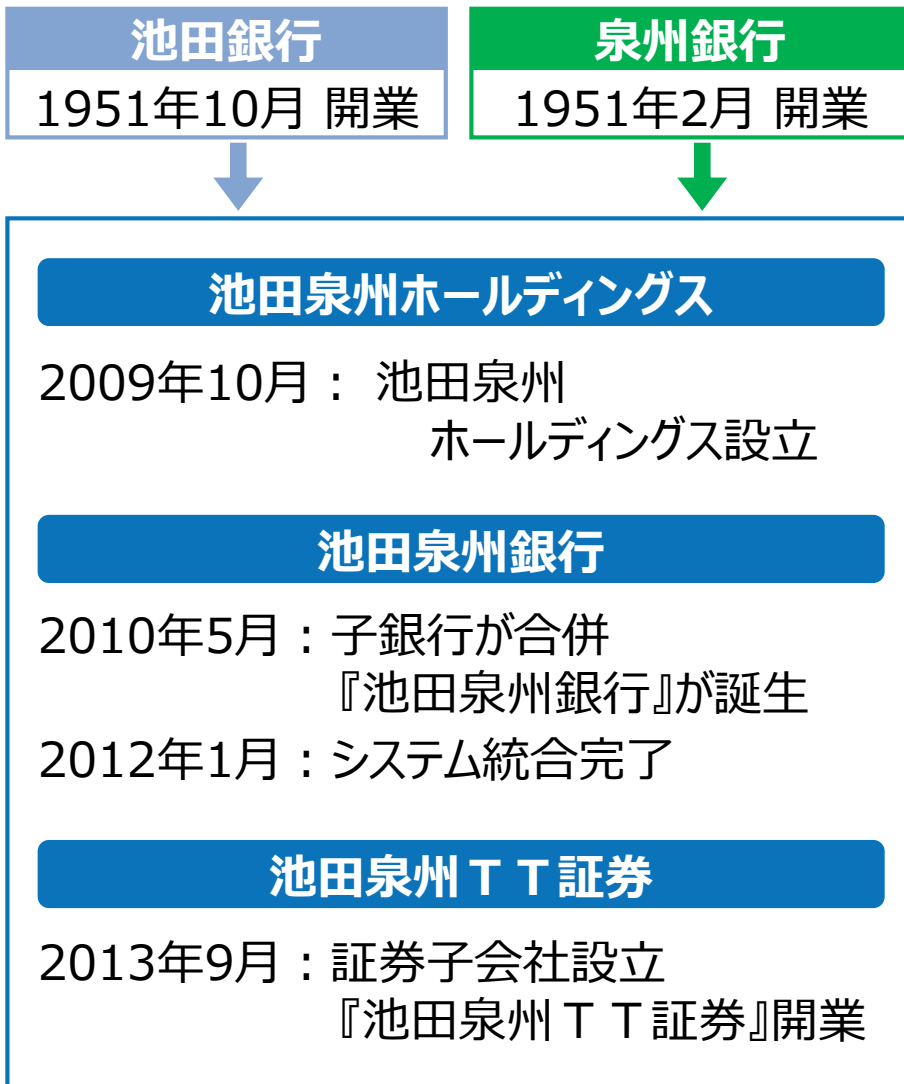 池田銀行
1951年10月 開業
泉州銀行
1951年2月 開業
池田泉州ホールディングス
2009年10月： 池田泉州
ホールディングス設立
池田泉州銀行
2010年5月：子銀行が合併
『池田泉州銀行』が誕生
2012年1月：システム統合完了
池田泉州ＴＴ証券
2013年9月：証券子会社設立
『池田泉州ＴＴ証券』開業